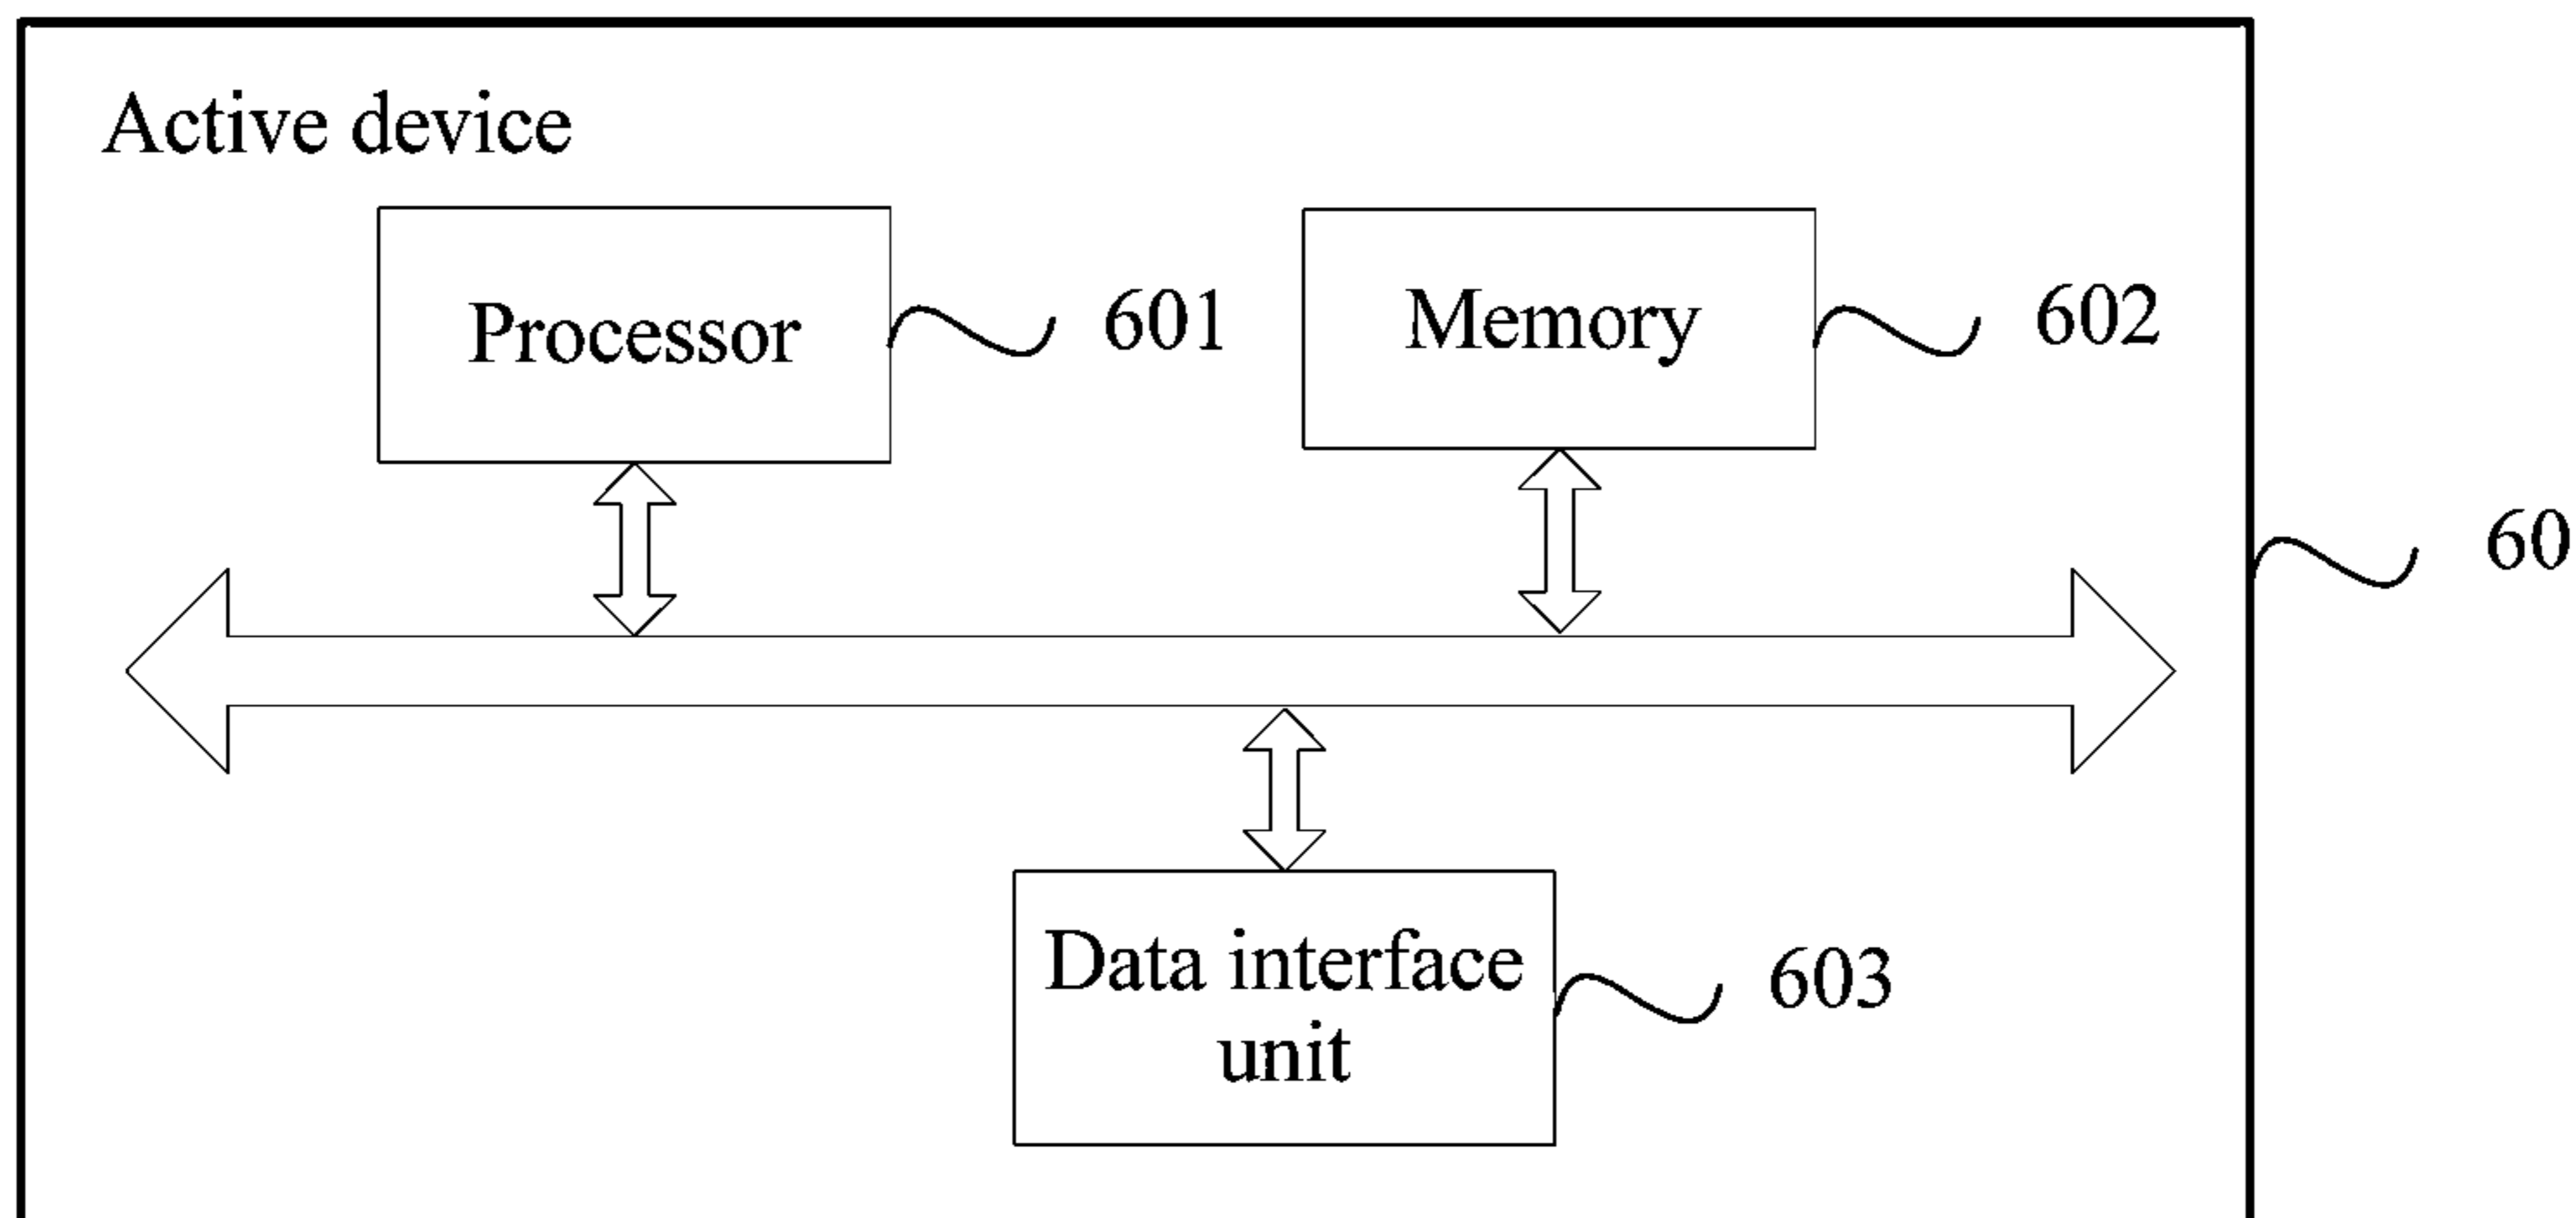 Active device
Processor
601
Memory
602
60
Data interface
unit
603